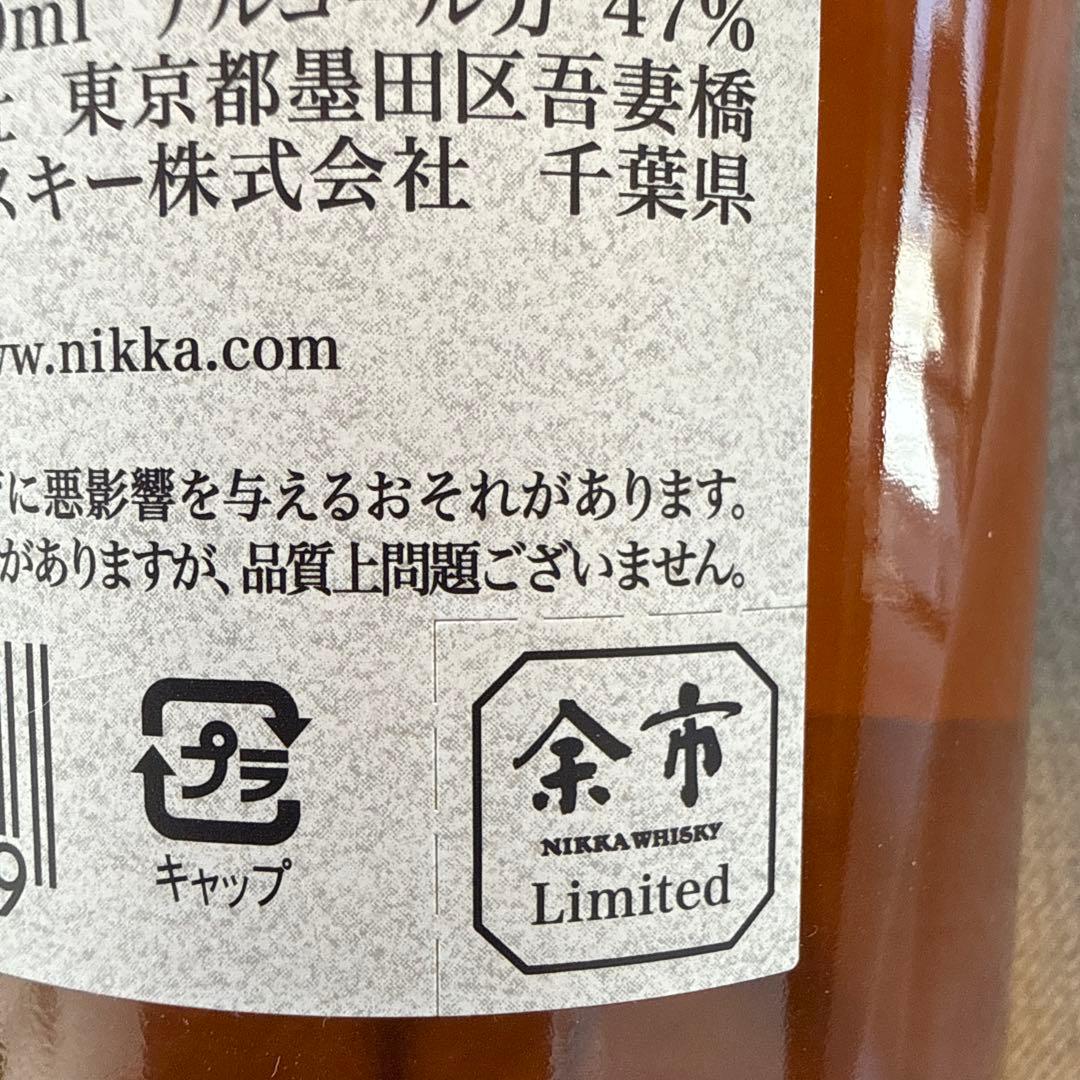 0ml アルコール分 47%
社 東京都墨田区吾妻橋
スキー株式会社 千葉県
www.nikka.com
に悪影響を与えるおそれがあります。
がありますが、品質上問題ございません。
プラ
キャップ
9
余市
NIKKA WHISKY
Limited